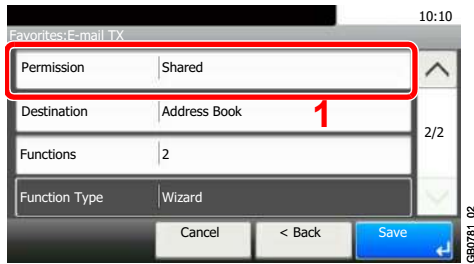 10:10
Favorites:E-mail TX
Permission Shared
Destination Address Book
1
2/2
Functions 2
Function Type Wizard
Cancel < Back Save
GB0781_02